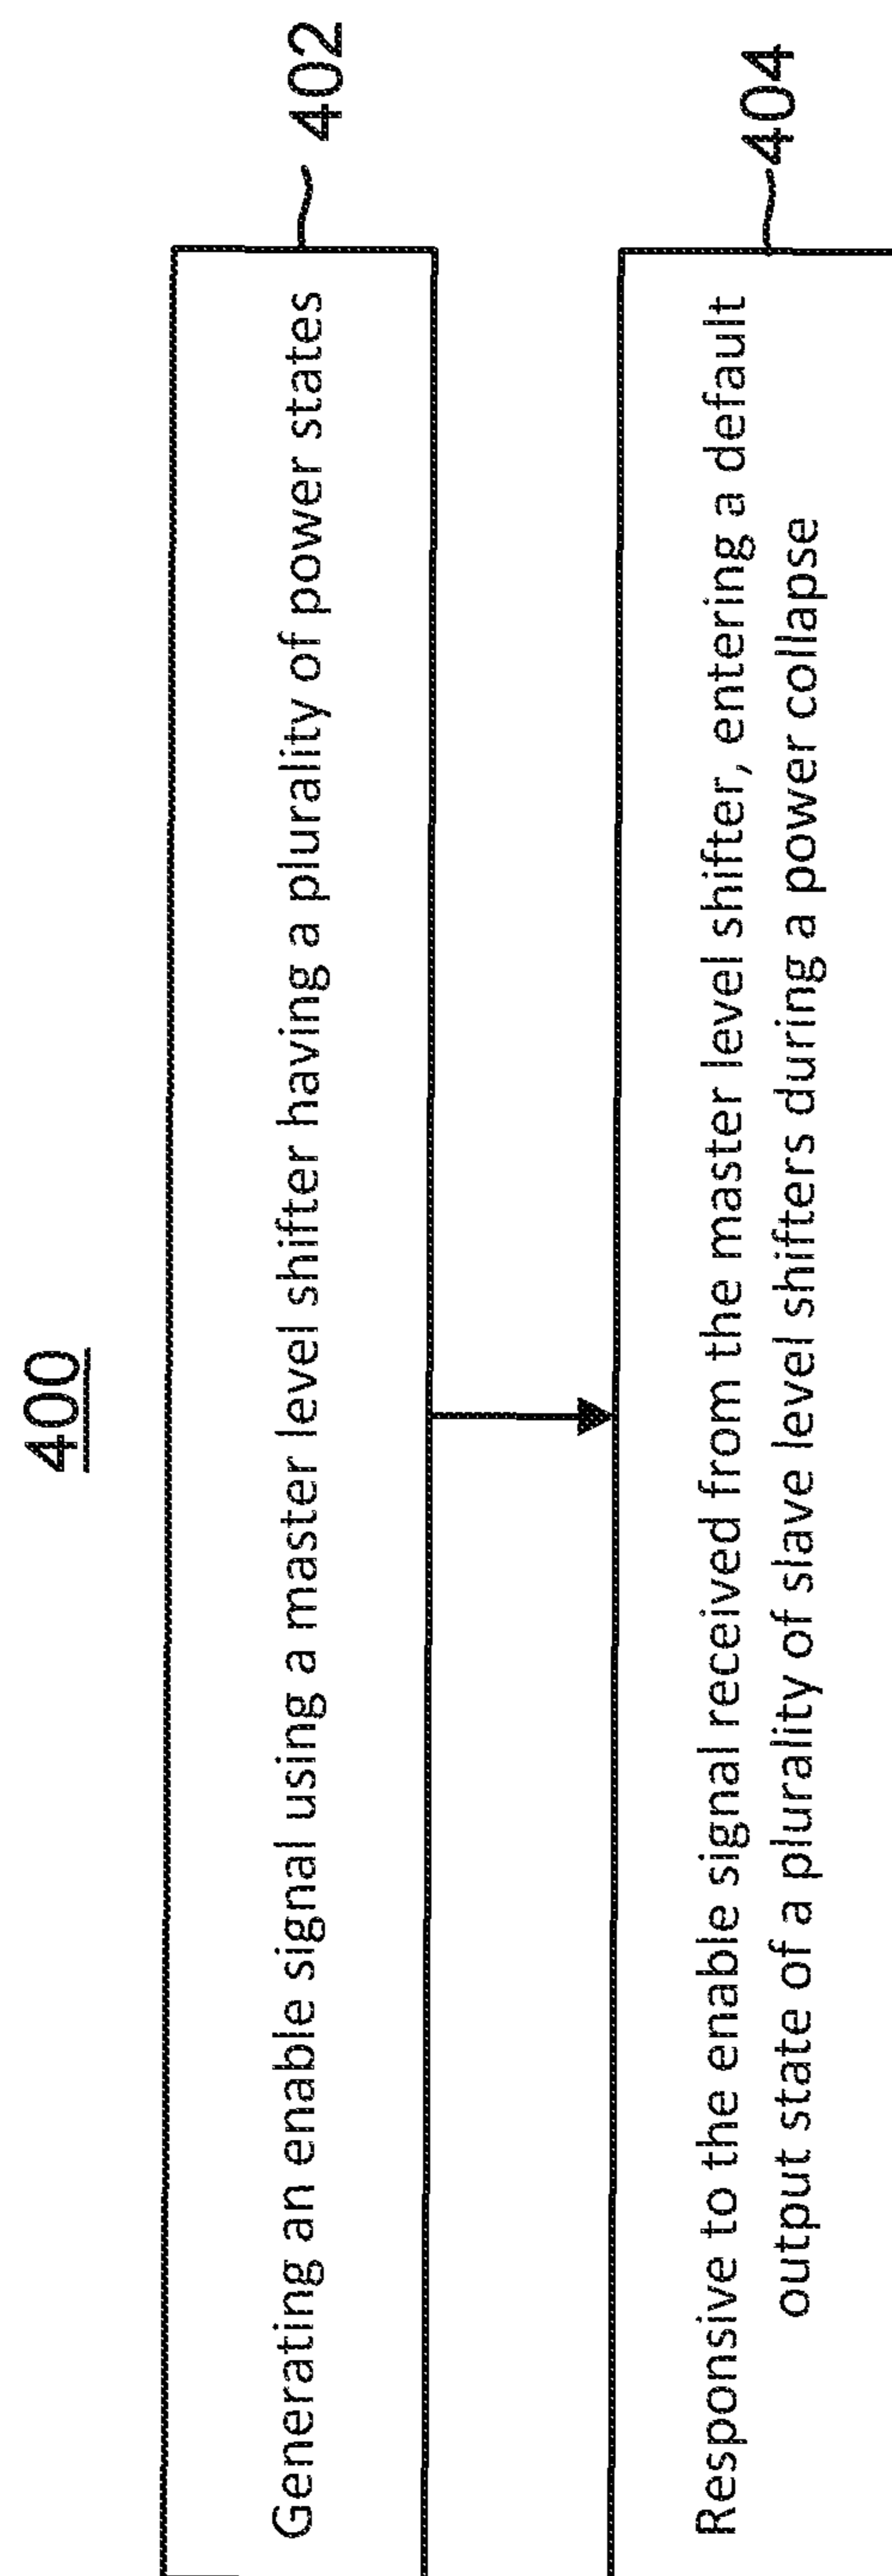 400
Generating an enable signal using a master level shifter having a plurality of power states
402
Responsive to the enable signal received from the master level shifter, entering a default
output state of a plurality of slave level shifters during a power collapse
404